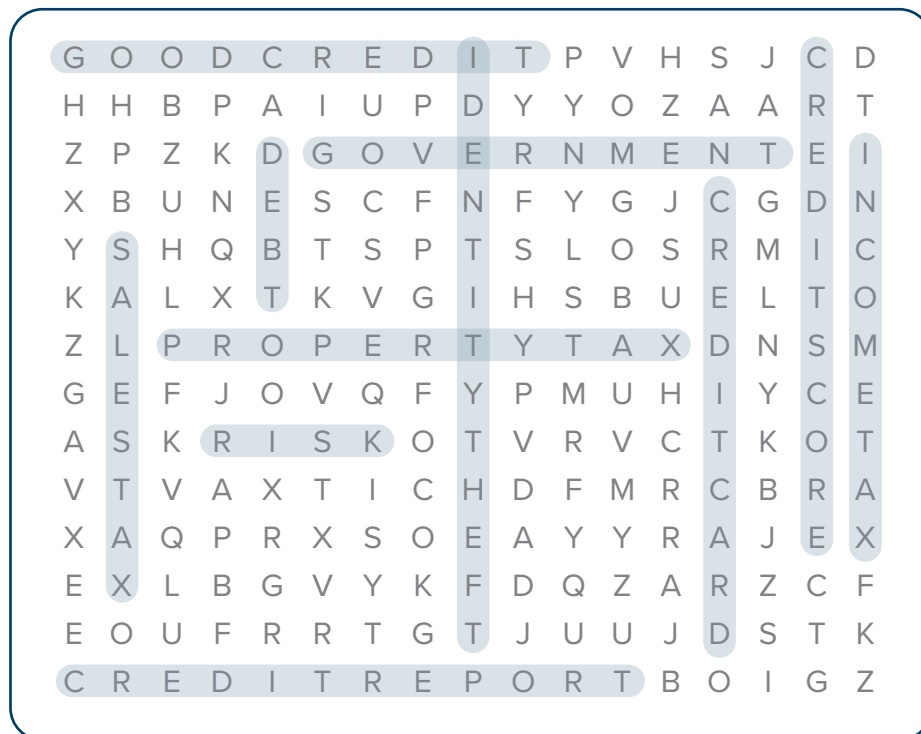 G O O D C R E D I T P V H S J C D
H H B P A I U P D Y Y O Z A A R T
Z P Z K D G O V E R N M E N T E I
X B U N E S C F N F Y G J C G D N
Y S H Q B T S P T S L O S R M I C
K A L X T K V G I H S B U E L T O
Z L P R O P E R T Y T A X D N S M
G E F J O V Q F Y P M U H I Y C E
A S K R I S K O T V R V C T K O T
V T V A X T I C H D F M R C B R A
X A Q P R X S O E A Y Y R A J E X
E X L B G V Y K F D Q Z A R Z C F
E O U F R R T G T J U U J D S T K
C R E D I T R E P O R T B O I G Z